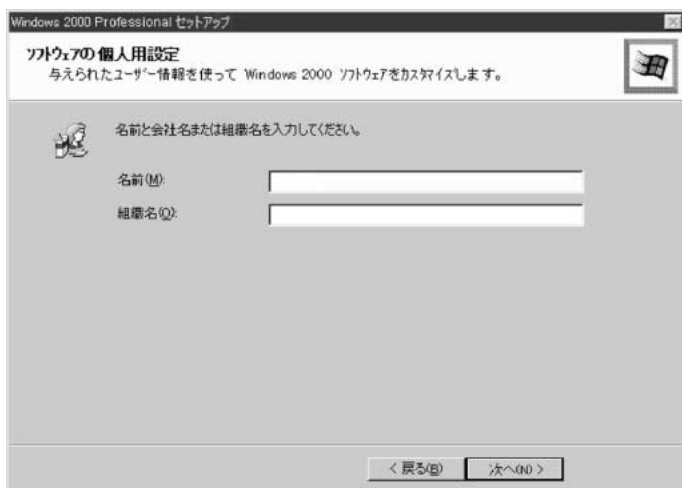 Windows 2000 Professional セットアップ
ソフトウェアの個人用設定
与えられたユーザー情報を使って Windows 2000 ソフトウェアをカスタマイズします。
名前と会社名または組織名を入力してください。
名前(M):
組織名(O):
< 戻る(B)
次へ(N) >